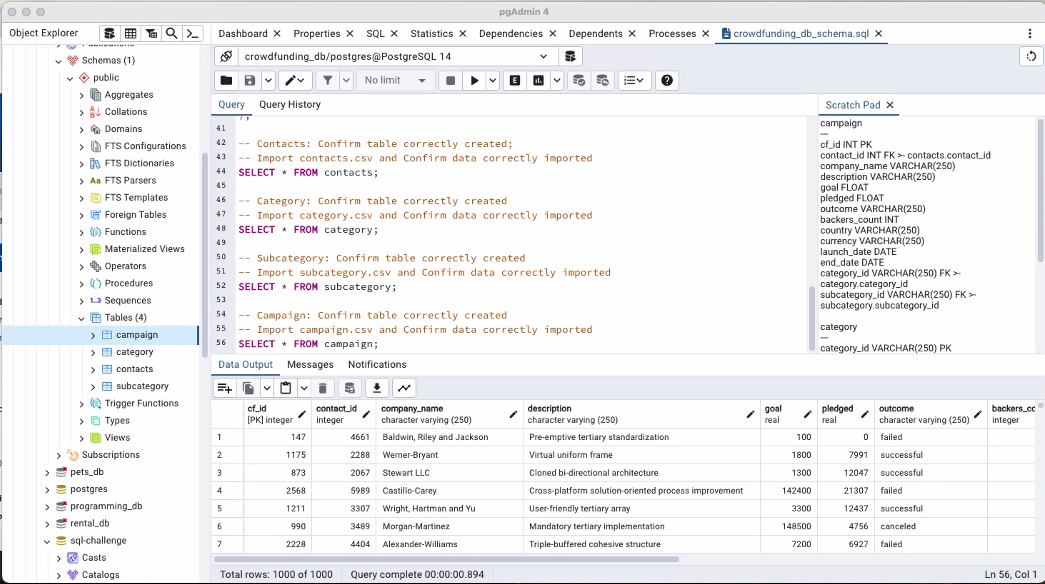 pgAdmin 4
Object Explorer
Dashboard × Properties × SQL × Statistics × Dependencies × Dependents × Processes × crowdfunding_db_schema.sql ×
Schemas (1)
public
Aggregates
Collations
Domains
FTS Configurations
FTS Dictionaries
Aa FTS Parsers
FTS Templates
Foreign Tables
Functions
Materialized Views
Operators
Procedures
1..3 Sequences
Tables (4)
campaign
category
contacts
subcategory
Trigger Functions
Types
Views
Subscriptions
pets_db
postgres
programming_db
rental_db
sql-challenge
Casts
Catalogs
crowdfunding_db/postgres@PostgreSQL 14
No limit
E
Query Query History
41
42 -- Contacts: Confirm table correctly created;
43 -- Import contacts.csv and Confirm data correctly imported
44 SELECT * FROM contacts;
45
46 -- Category: Confirm table correctly created
47 -- Import category.csv and Confirm data correctly imported
48 SELECT * FROM category;
49
50 -- Subcategory: Confirm table correctly created
51 -- Import subcategory.csv and Confirm data correctly imported
52 SELECT * FROM subcategory;
53
54 -- Campaign: Confirm table correctly created
55 -- Import campaign.csv and Confirm data correctly imported
56 SELECT * FROM campaign;
Scratch Pad ×
campaign
---
cf_id INT PK
contact_id INT FK >- contacts.contact_id
company_name VARCHAR(250)
description VARCHAR(250)
goal FLOAT
pledged FLOAT
outcome VARCHAR(250)
backers_count INT
country VARCHAR(250)
currency VARCHAR(250)
launch_date DATE
end_date DATE
category_id VARCHAR(250) FK >-
category.category_id
subcategory_id VARCHAR(250) FK >-
subcategory.subcategory_id
category
---
category_id VARCHAR(250) PK
Data Output Messages Notifications
cf_id contact_id company_name description goal pledged outcome backers_co
[PK] integer integer character varying (250) character varying (250) real real character varying (250) integer
1 147 4661 Baldwin, Riley and Jackson Pre-emptive tertiary standardization 100 0 failed
2 1175 2288 Werner-Bryant Virtual uniform frame 1800 7991 successful
3 873 2067 Stewart LLC Cloned bi-directional architecture 1300 12047 successful
4 2568 5989 Castillo-Carey Cross-platform solution-oriented process improvement 142400 21307 failed
5 1211 3307 Wright, Hartman and Yu User-friendly tertiary array 3300 12437 successful
6 990 3489 Morgan-Martinez Mandatory tertiary implementation 148500 4756 canceled
7 2228 4404 Alexander-Williams Triple-buffered cohesive structure 7200 6927 failed
Total rows: 1000 of 1000 Query complete 00:00:00.894 Ln 56, Col 1